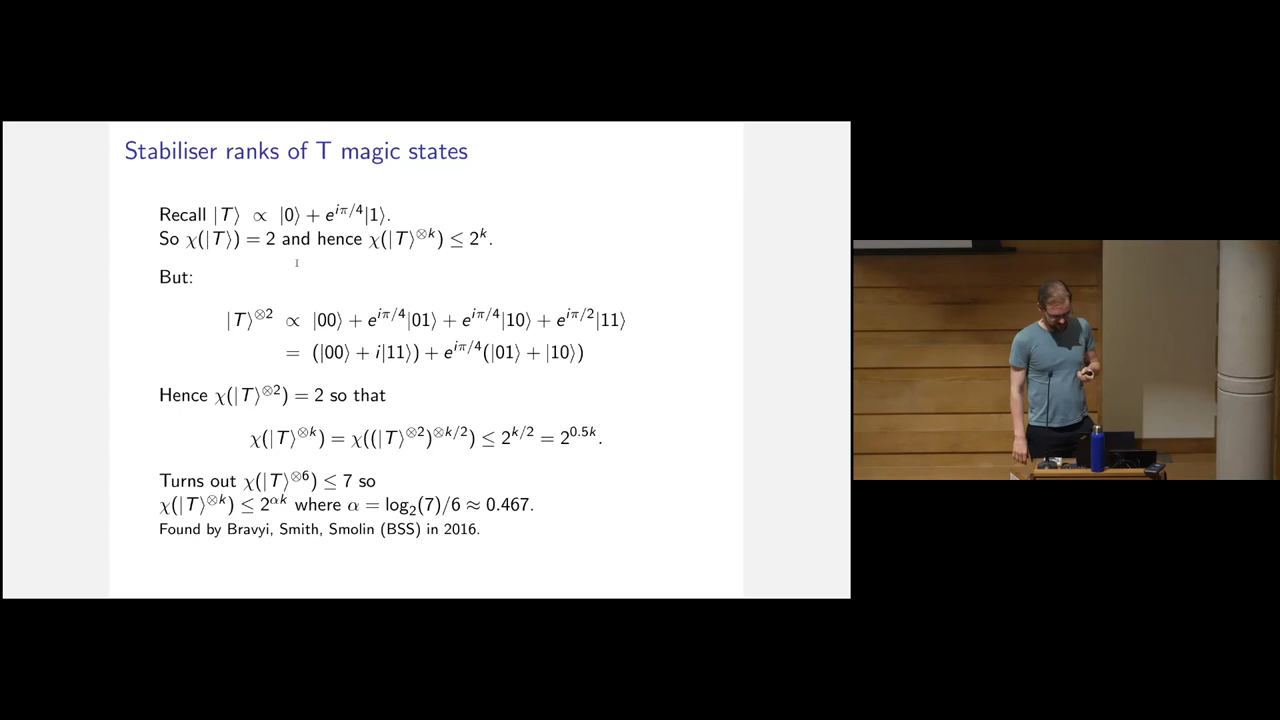 Stabiliser ranks of T magic states
Recall |T⟩ ∝ |0⟩ + e^{iπ/4}|1⟩.
So χ(|T⟩) = 2 and hence χ(|T⟩^{⊗k}) ≤ 2^k.
But:
|T⟩^{⊗2} ∝ |00⟩ + e^{iπ/4}|01⟩ + e^{iπ/4}|10⟩ + e^{iπ/2}|11⟩
= (|00⟩ + i|11⟩) + e^{iπ/4}(|01⟩ + |10⟩)
Hence χ(|T⟩^{⊗2}) = 2 so that
χ(|T⟩^{⊗k}) = χ((|T⟩^{⊗2})^{⊗k/2}) ≤ 2^{k/2} = 2^{0.5k}.
Turns out χ(|T⟩^{⊗6}) ≤ 7 so
χ(|T⟩^{⊗k}) ≤ 2^{αk} where α = log₂(7)/6 ≈ 0.467.
Found by Bravyi, Smith, Smolin (BSS) in 2016.